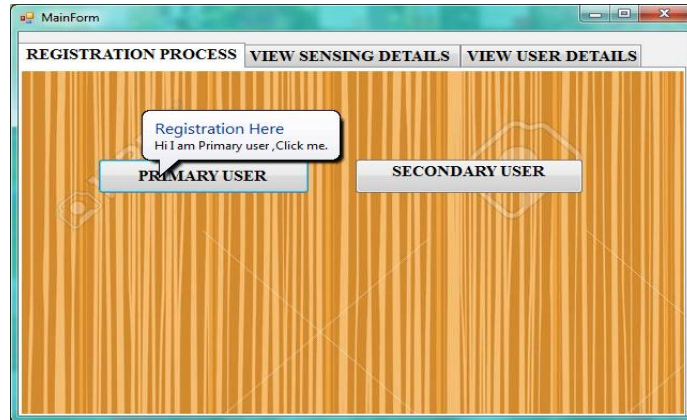 MainForm
REGISTRATION PROCESS
VIEW SENSING DETAILS
VIEW USER DETAILS
Registration Here
Hi I am Primary user ,Click me.
PRIMARY USER
SECONDARY USER